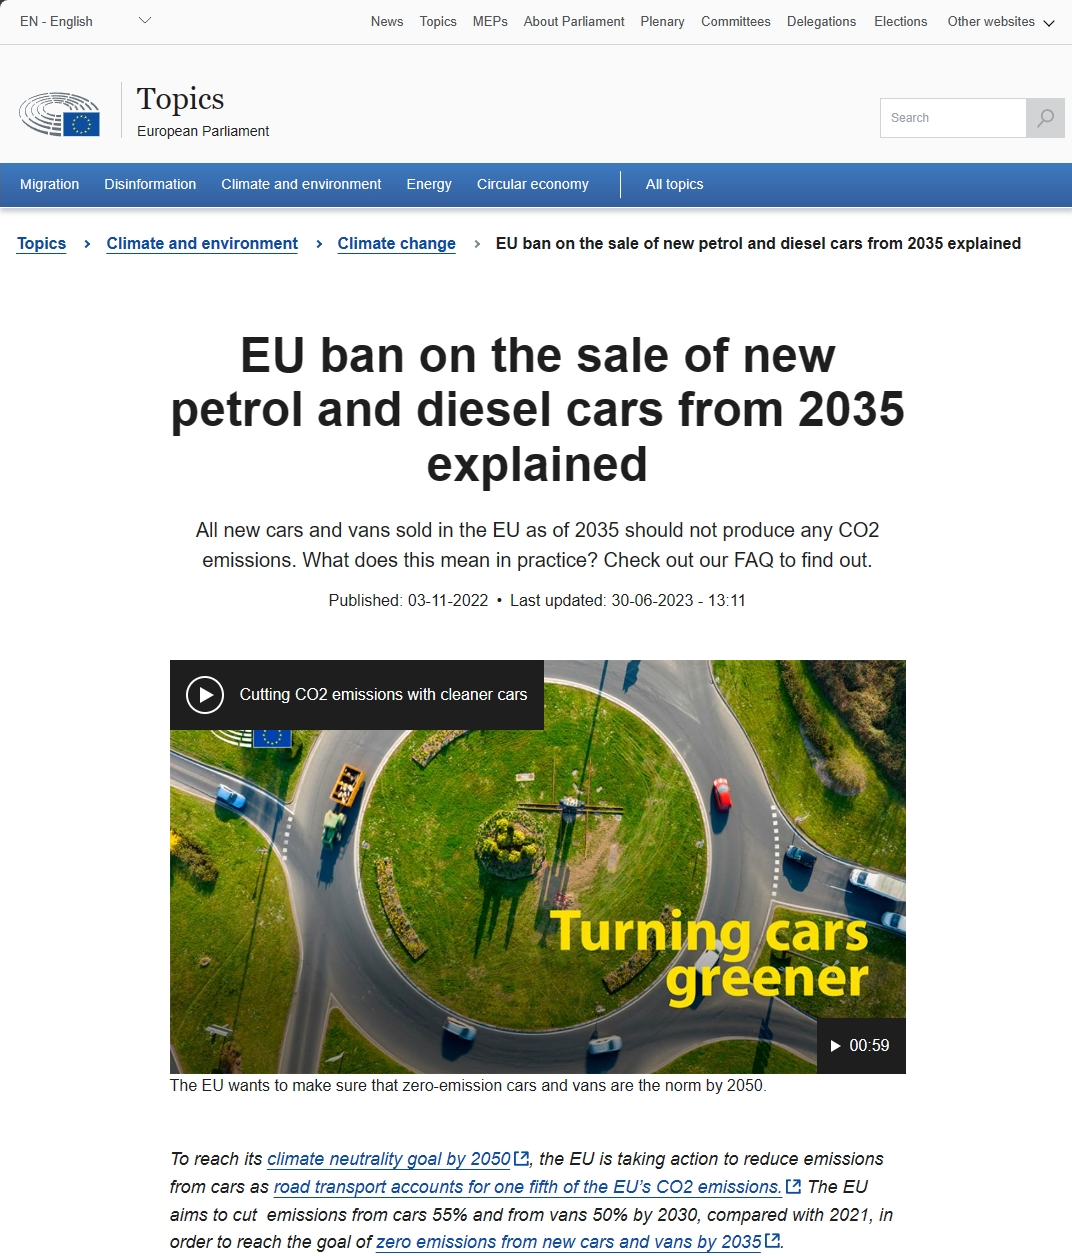 EN - English
News Topics MEPs About Parliament Plenary Committees Delegations Elections Other websites
Topics
European Parliament
Search
Migration Disinformation Climate and environment Energy Circular economy All topics
Topics › Climate and environment › Climate change › EU ban on the sale of new petrol and diesel cars from 2035 explained
EU ban on the sale of new
petrol and diesel cars from 2035
explained
All new cars and vans sold in the EU as of 2035 should not produce any CO2
emissions. What does this mean in practice? Check out our FAQ to find out.
Published: 03-11-2022 • Last updated: 30-06-2023 - 13:11
Cutting CO2 emissions with cleaner cars
Turning cars
greener
00:59
The EU wants to make sure that zero-emission cars and vans are the norm by 2050.
To reach its climate neutrality goal by 2050, the EU is taking action to reduce emissions
from cars as road transport accounts for one fifth of the EU's CO2 emissions. The EU
aims to cut  emissions from cars 55% and from vans 50% by 2030, compared with 2021, in
order to reach the goal of zero emissions from new cars and vans by 2035.